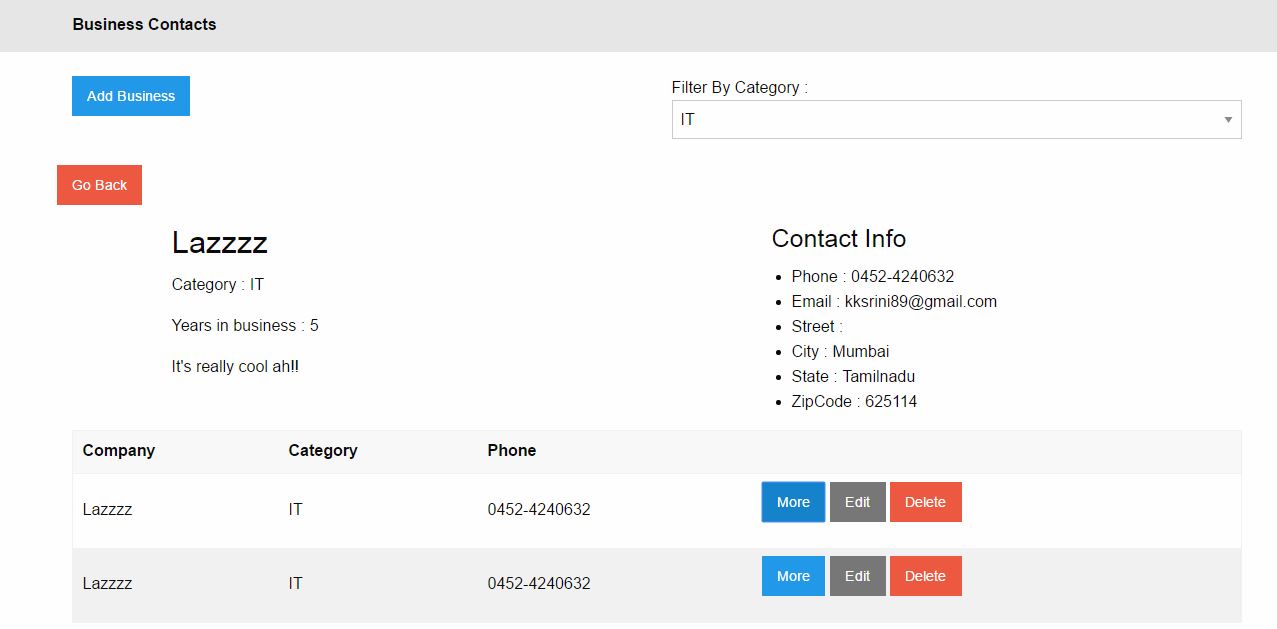 Business Contacts
Add Business
Filter By Category :
IT
Go Back
Lazzzz
Category : IT
Years in business : 5
It's really cool ah!!
Contact Info
Phone : 0452-4240632
Email : kksrini89@gmail.com
Street :
City : Mumbai
State : Tamilnadu
ZipCode : 625114
Company Category Phone
Lazzzz IT 0452-4240632 More Edit Delete
Lazzzz IT 0452-4240632 More Edit Delete